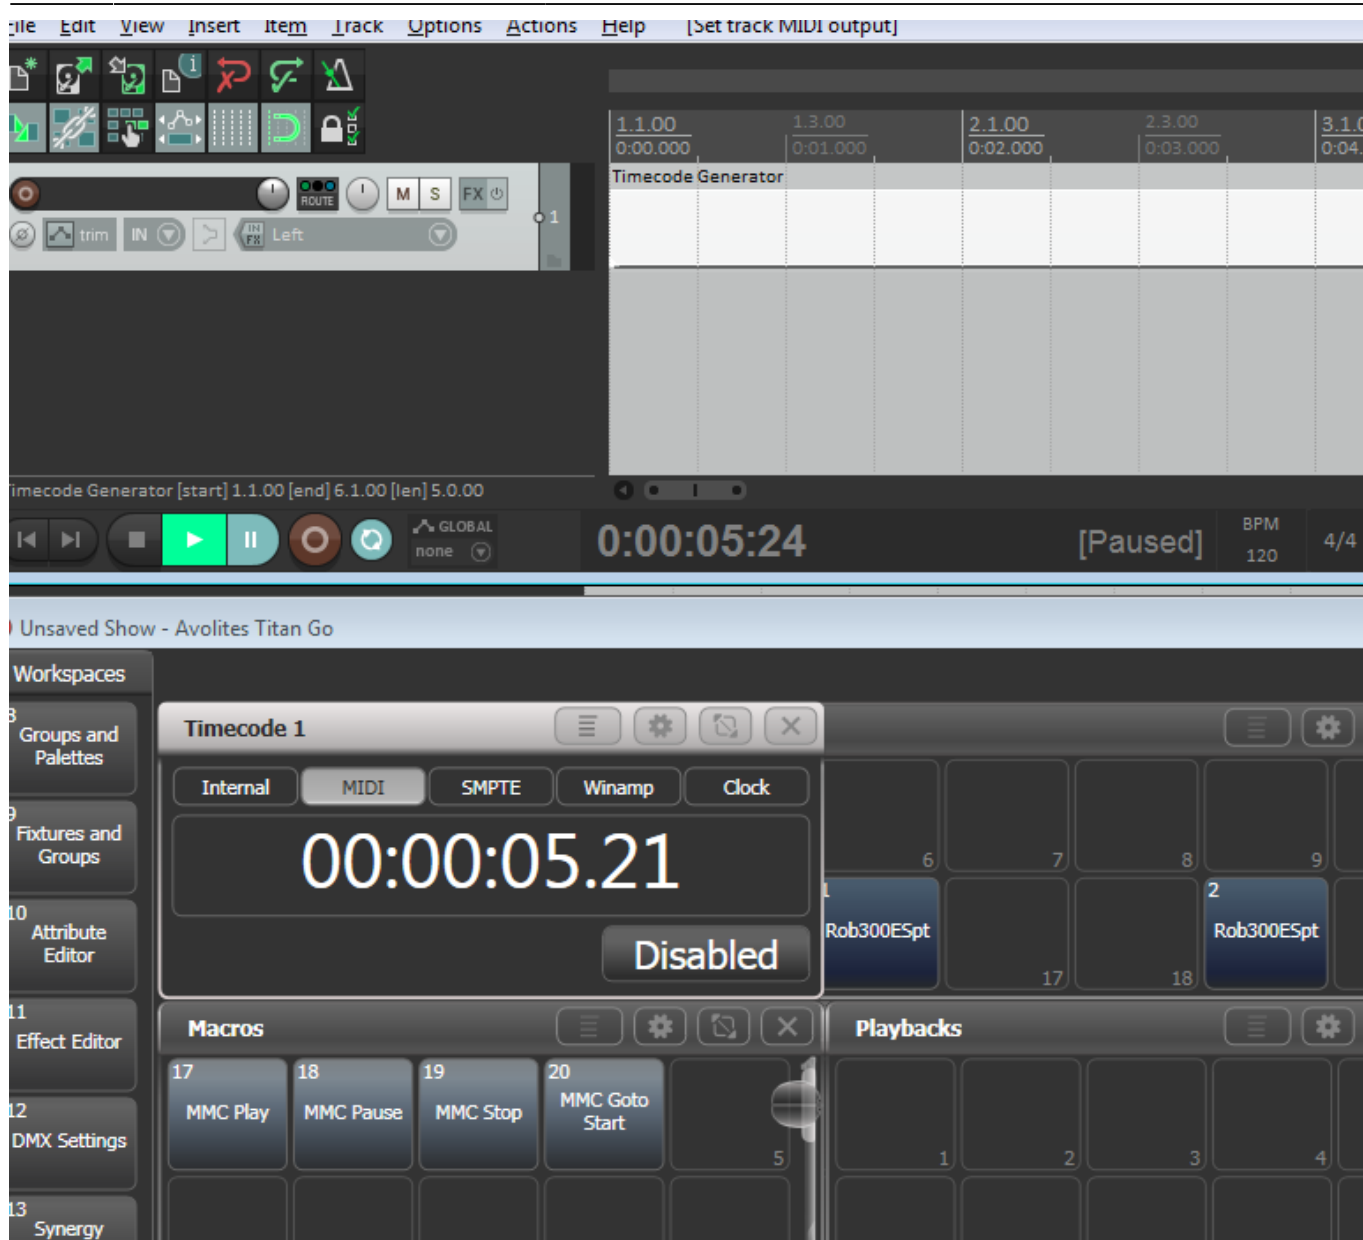 File Edit View Insert Item Track Options Actions Help [Set track MIDI output]
1.1.00 1.3.00 2.1.00 2.3.00
0:00.000 0:01.000 0:02.000 0:03.000
Timecode Generator
ROUTE M S FX 1
trim IN IN FX Left
Timecode Generator [start] 1.1.00 [end] 6.1.00 [len] 5.0.00
GLOBAL
none
0:00:05:24 [Paused]
BPM
120
4/4
Unsaved Show - Avolites Titan Go
Workspaces
Groups and
Palettes
9
Fixtures and
Groups
10
Attribute
Editor
11
Effect Editor
12
DMX Settings
13
Synergy
Timecode 1
Internal MIDI SMPTE Winamp Clock
00:00:05.21
Disabled
6 7 8 9
1
Rob300ESpt
17 18
2
Rob300ESpt
Macros
17
MMC Play
18
MMC Pause
19
MMC Stop
20
MMC Goto
Start
5
Playbacks
1 2 3 4